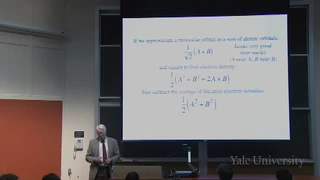 If we approximate a molecular orbital as a sum of atomic orbitals.
1/√2 (A + B)
Looks very good
near nuclei
(A near A, B near B)
and square to find electron density
1/2 (A² + B² + 2A × B)
then subtract the average of the atom electron densities
1/2 (A² + B²)
Yale University